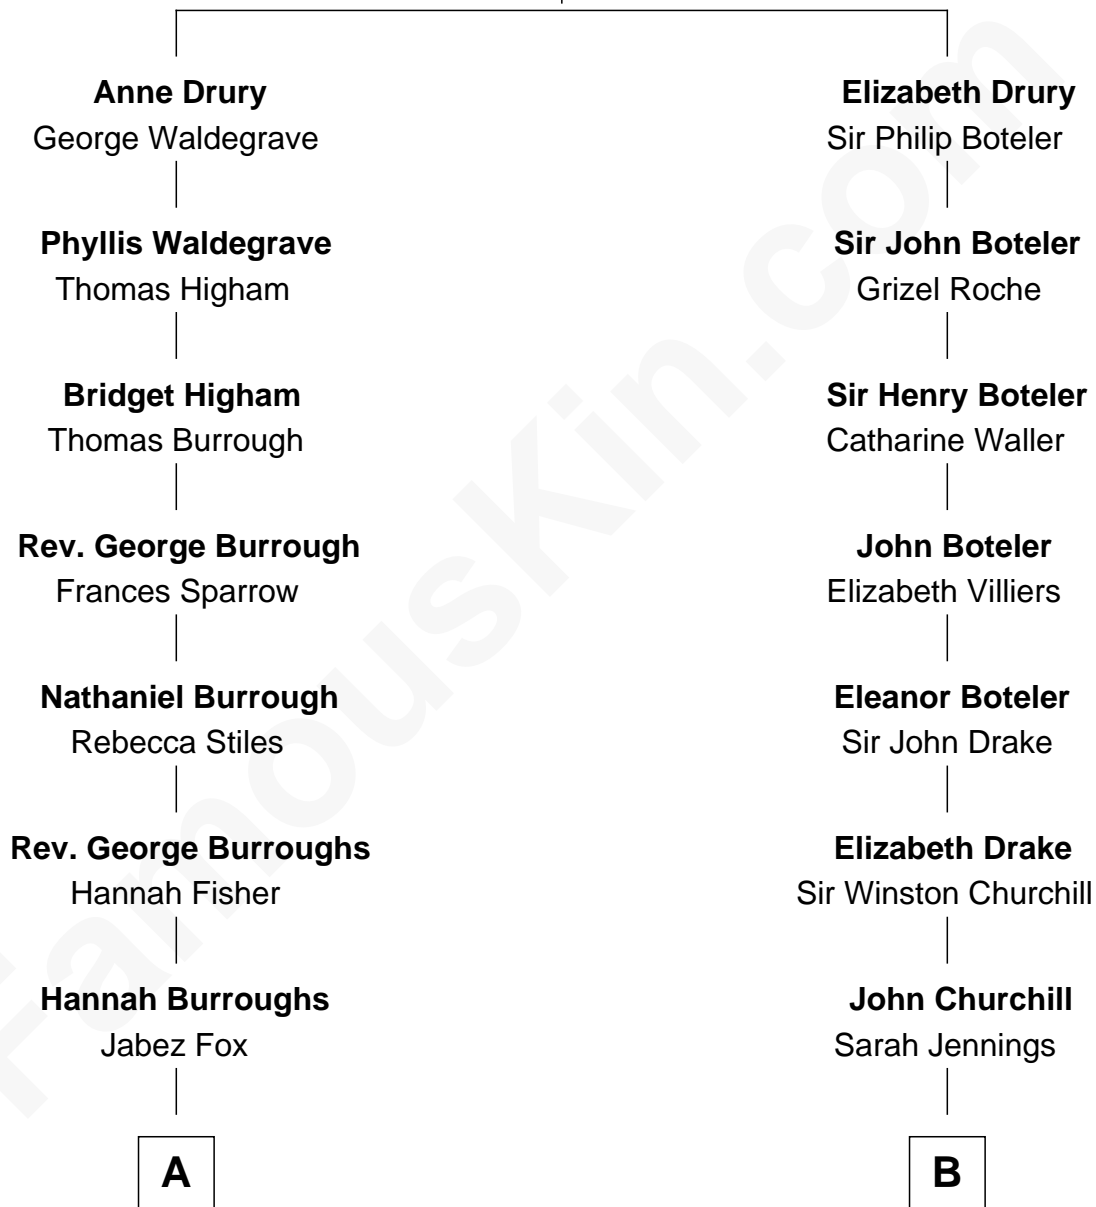 Anne Drury
George Waldegrave
Phyllis Waldegrave
Thomas Higham
Bridget Higham
Thomas Burrough
Rev. George Burrough
Frances Sparrow
Nathaniel Burrough
Rebecca Stiles
Rev. George Burroughs
Hannah Fisher
Hannah Burroughs
Jabez Fox
A
Elizabeth Drury
Sir Philip Boteler
Sir John Boteler
Grizel Roche
Sir Henry Boteler
Catharine Waller
John Boteler
Elizabeth Villiers
Eleanor Boteler
Sir John Drake
Elizabeth Drake
Sir Winston Churchill
John Churchill
Sarah Jennings
B
FamousKin.com